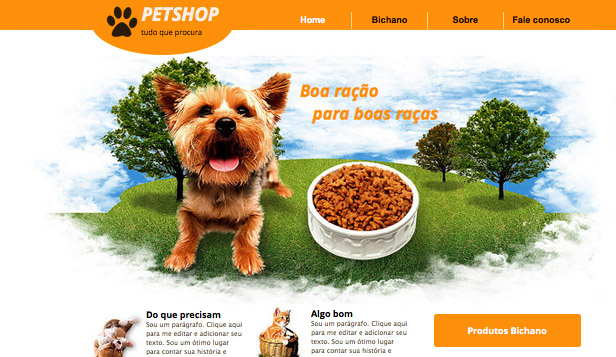 PETSHOP
tudo que procura
Home
Bichano
Sobre
Fale conosco
Boa ração
para boas raças
Do que precisam
Sou um parágrafo. Clique aqui
para me editar e adicionar seu
texto. Sou um ótimo lugar
para contar sua história e
Algo bom
Sou um parágrafo. Clique aqui
para me editar e adicionar seu
texto. Sou um ótimo lugar
para contar sua história e
Produtos Bichano